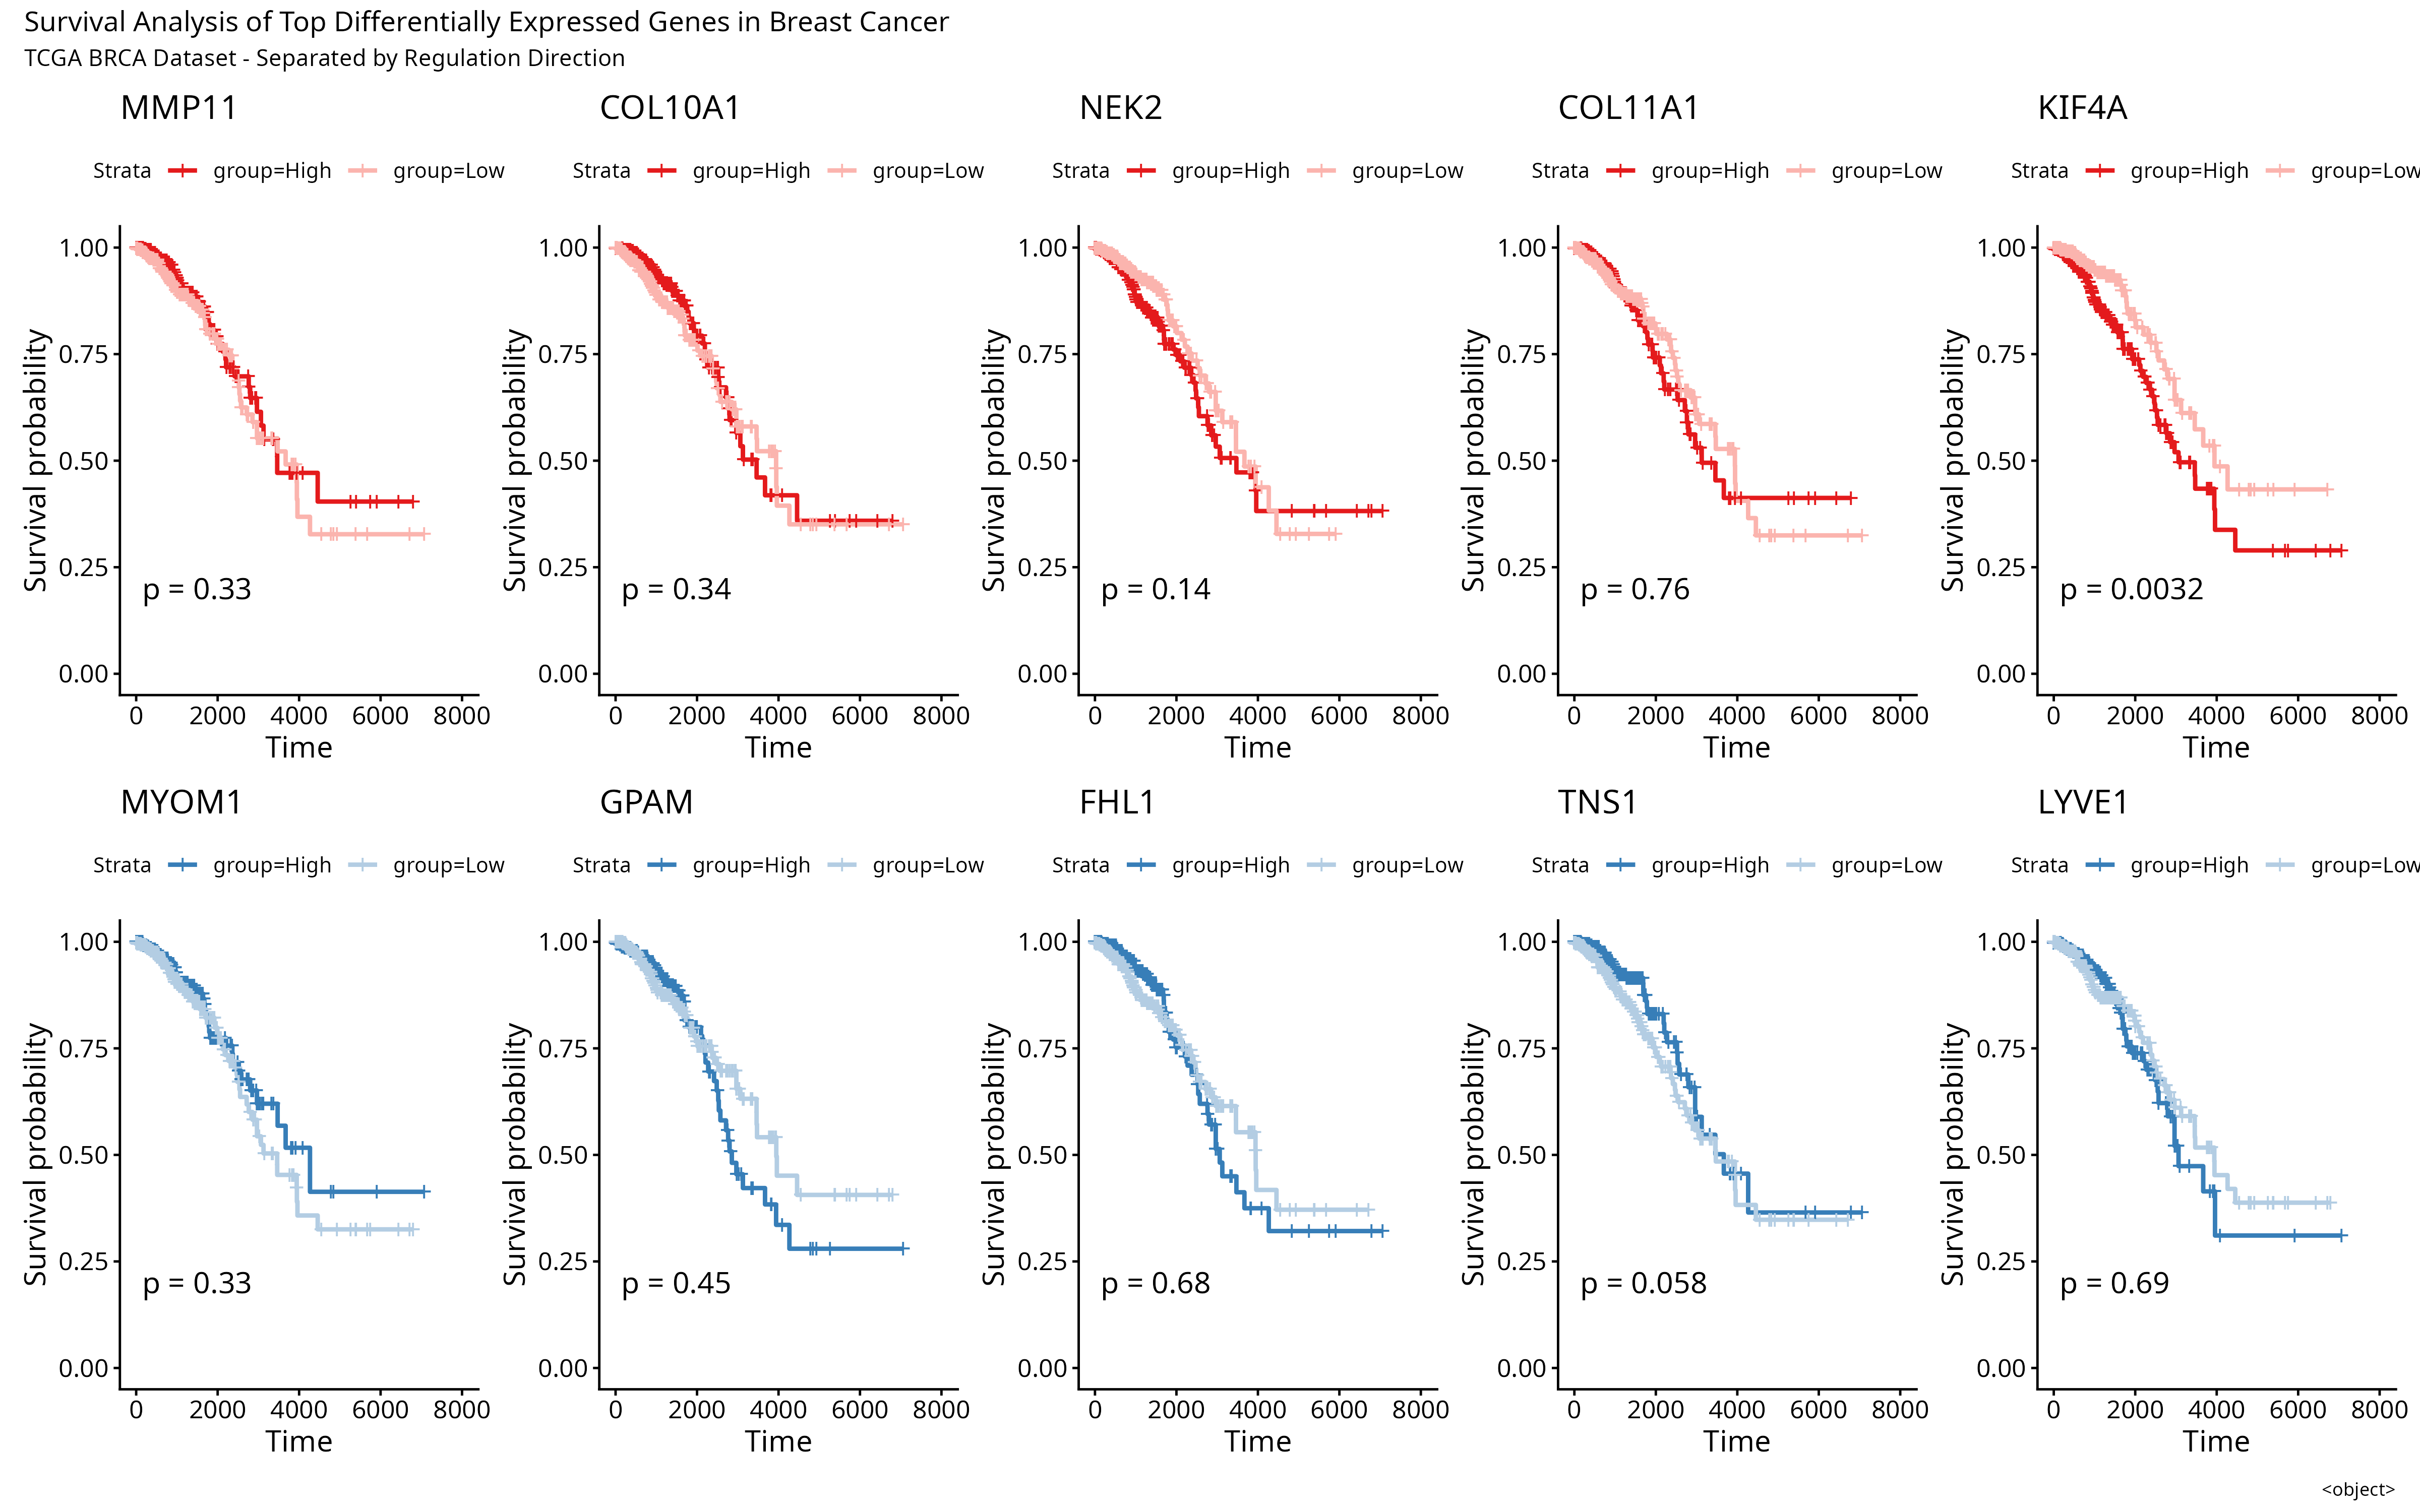 Survival Analysis of Top Differentially Expressed Genes in Breast Cancer
TCGA BRCA Dataset - Separated by Regulation Direction
MMP11
Strata group=High group=Low
Survival probability
1.00
0.75
0.50
0.25
0.00
p = 0.33
0 2000 4000 6000 8000
Time
COL10A1
Strata group=High group=Low
Survival probability
1.00
0.75
0.50
0.25
0.00
p = 0.34
0 2000 4000 6000 8000
Time
NEK2
Strata group=High group=Low
Survival probability
1.00
0.75
0.50
0.25
0.00
p = 0.14
0 2000 4000 6000 8000
Time
COL11A1
Strata group=High group=Low
Survival probability
1.00
0.75
0.50
0.25
0.00
p = 0.76
0 2000 4000 6000 8000
Time
KIF4A
Strata group=High group=Low
Survival probability
1.00
0.75
0.50
0.25
0.00
p = 0.0032
0 2000 4000 6000 8000
Time
MYOM1
Strata group=High group=Low
Survival probability
1.00
0.75
0.50
0.25
0.00
p = 0.33
0 2000 4000 6000 8000
Time
GPAM
Strata group=High group=Low
Survival probability
1.00
0.75
0.50
0.25
0.00
p = 0.45
0 2000 4000 6000 8000
Time
FHL1
Strata group=High group=Low
Survival probability
1.00
0.75
0.50
0.25
0.00
p = 0.68
0 2000 4000 6000 8000
Time
TNS1
Strata group=High group=Low
Survival probability
1.00
0.75
0.50
0.25
0.00
p = 0.058
0 2000 4000 6000 8000
Time
LYVE1
Strata group=High group=Low
Survival probability
1.00
0.75
0.50
0.25
0.00
p = 0.69
0 2000 4000 6000 8000
Time
<object>